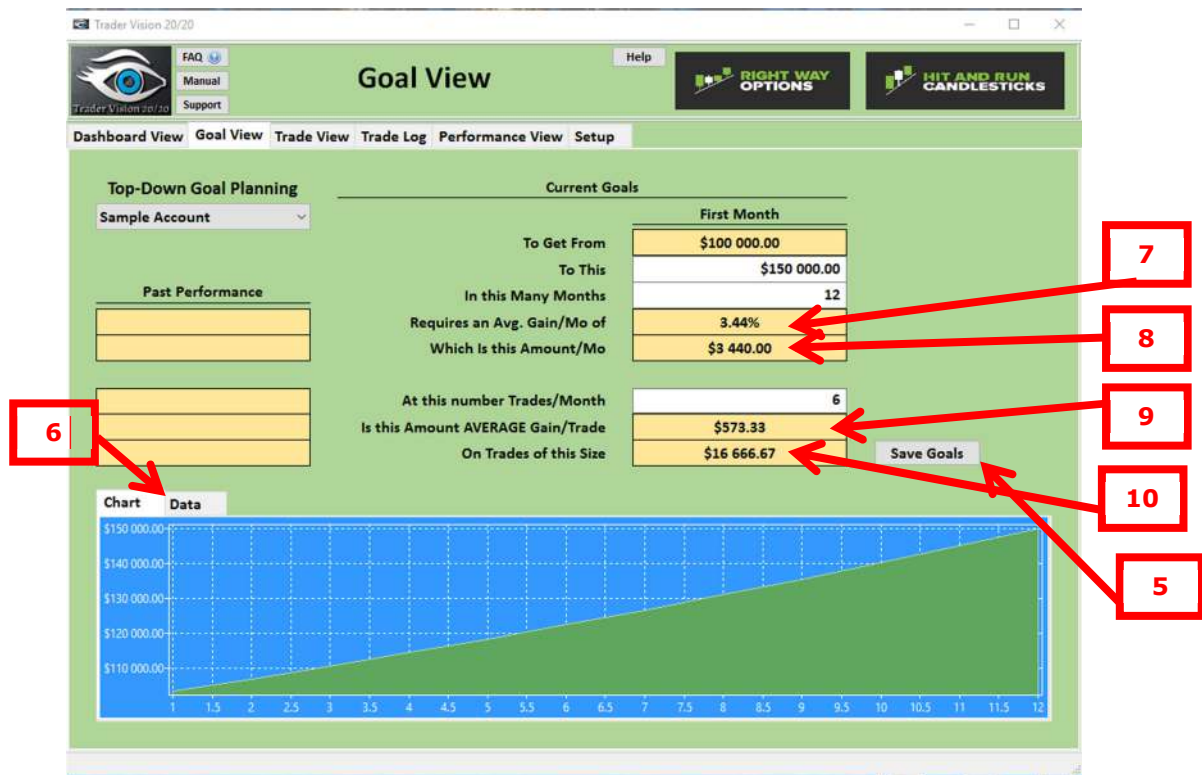 Trader Vision 20/20
FAQ
Manual
Support
Trader Vision 20/20
Goal View
Help
RIGHT WAY
OPTIONS
HIT AND RUN
CANDLESTICKS
Dashboard View Goal View Trade View Trade Log Performance View Setup
Top-Down Goal Planning
Sample Account
Current Goals
First Month
To Get From $100 000.00
To This $150 000.00
Past Performance
In this Many Months 12
Requires an Avg. Gain/Mo of 3.44%
Which Is this Amount/Mo $3 440.00
At this number Trades/Month 6
Is this Amount AVERAGE Gain/Trade $573.33
On Trades of this Size $16 666.67
Save Goals
7
8
9
10
5
6
Chart Data
$150 000.00
$140 000.00
$130 000.00
$120 000.00
$110 000.00
1 1.5 2 2.5 3 3.5 4 4.5 5 5.5 6 6.5 7 7.5 8 8.5 9 9.5 10 10.5 11 11.5 12